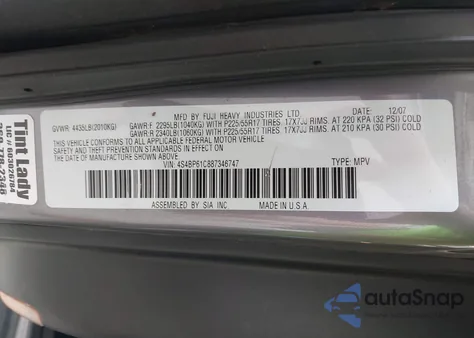 MFD BY FUJI HEAVY INDUSTRIES LTD. 12/07
GVWR: 4435LB(2010KG) GAWR:F 2295LB(1040KG) WITH P225/55R17 TIRES. 17X7JJ RIMS. AT 220 KPA (32 PSI) COLD
GAWR:R 2340LB(1060KG) WITH P225/55R17 TIRES. 17X7JJ RIMS. AT 210 KPA (30 PSI) COLD
THIS VEHICLE CONFORMS TO ALL APPLICABLE
FEDERAL MOTOR VEHICLE SAFETY AND
THEFT PREVENTION STANDARDS IN EFFECT
ON THE DATE OF MANUFACTURE SHOWN ABOVE.
VIN: 4S4BP61C887346747 TYPE: MPV
ASSEMBLED BY SIA INC.
Tint Lady
autaSnap